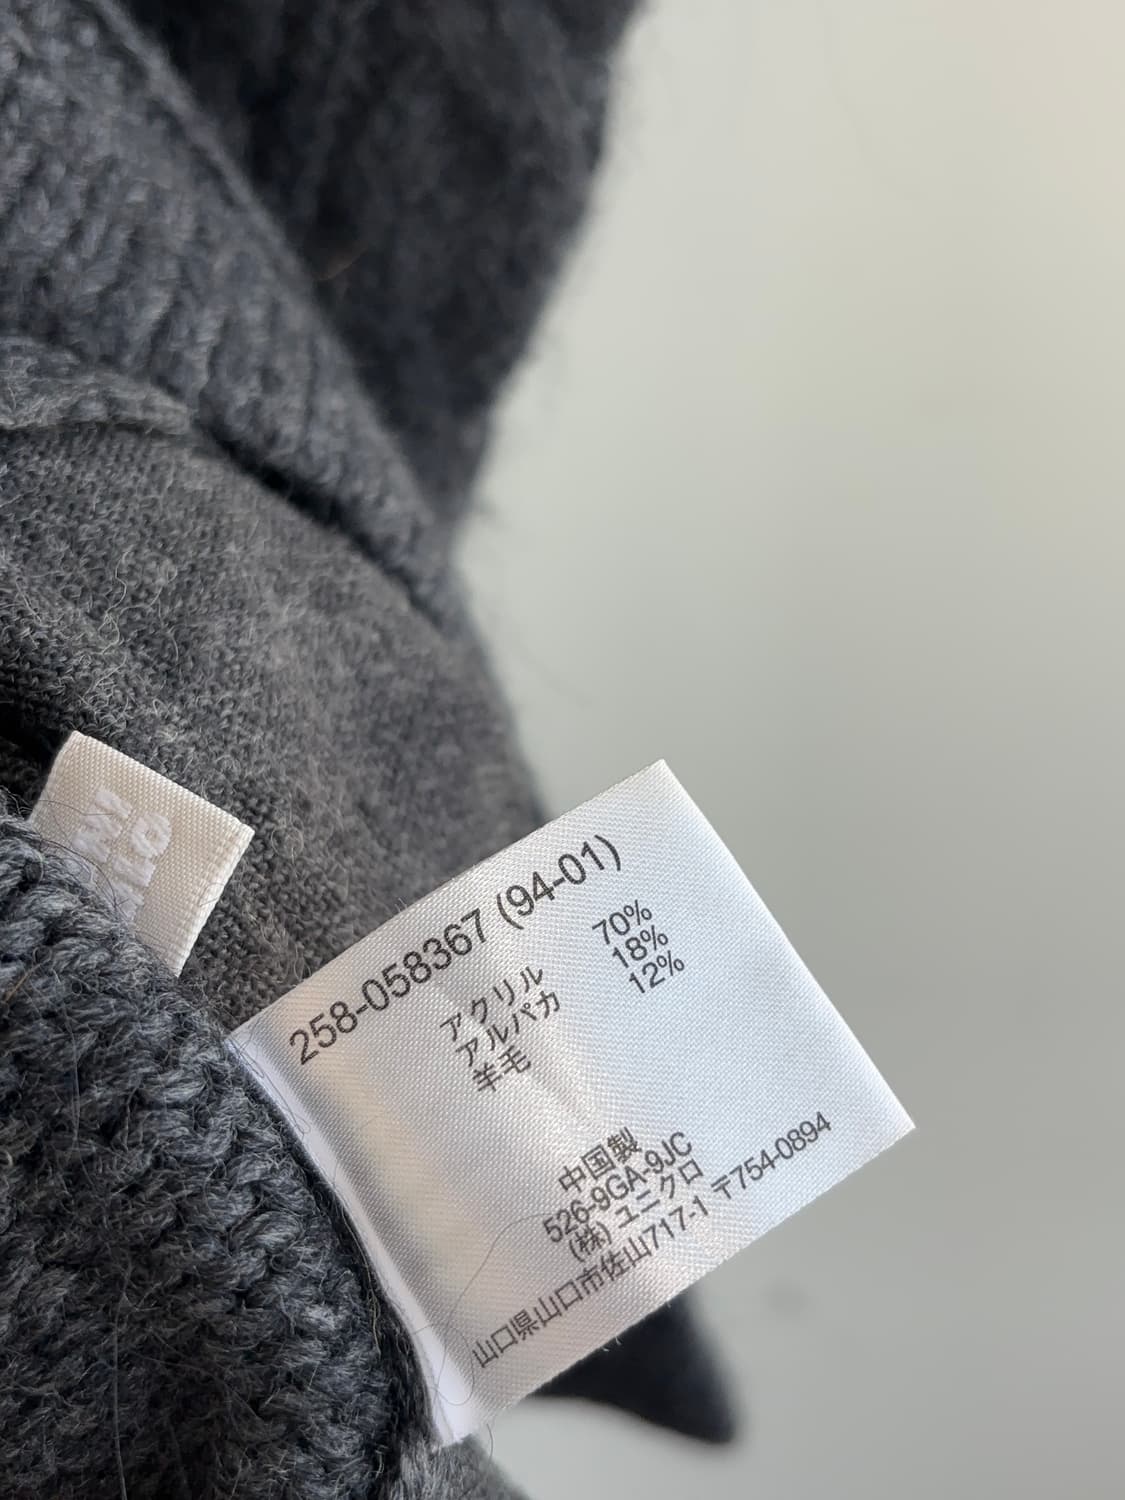 258-058367 (94-01)
アクリル 70%
アルパカ 18%
羊毛 12%
中国製
526-9GA-9JC
(株) ユニクロ
山口県山口市佐山717-1 〒754-0894